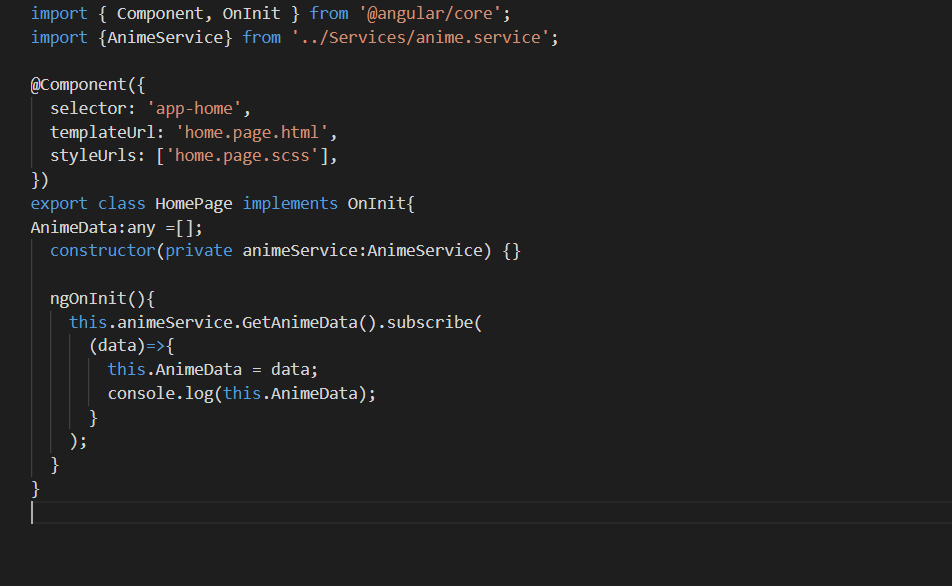 import { Component, OnInit } from '@angular/core';
import {AnimeService} from '../Services/anime.service';
@Component({
selector: 'app-home',
templateUrl: 'home.page.html',
styleUrls: ['home.page.scss'],
})
export class HomePage implements OnInit{
AnimeData:any =[];
constructor(private animeService:AnimeService) {}
ngOnInit(){
this.animeService.GetAnimeData().subscribe(
(data)=>{
this.AnimeData = data;
console.log(this.AnimeData);
}
);
}
}